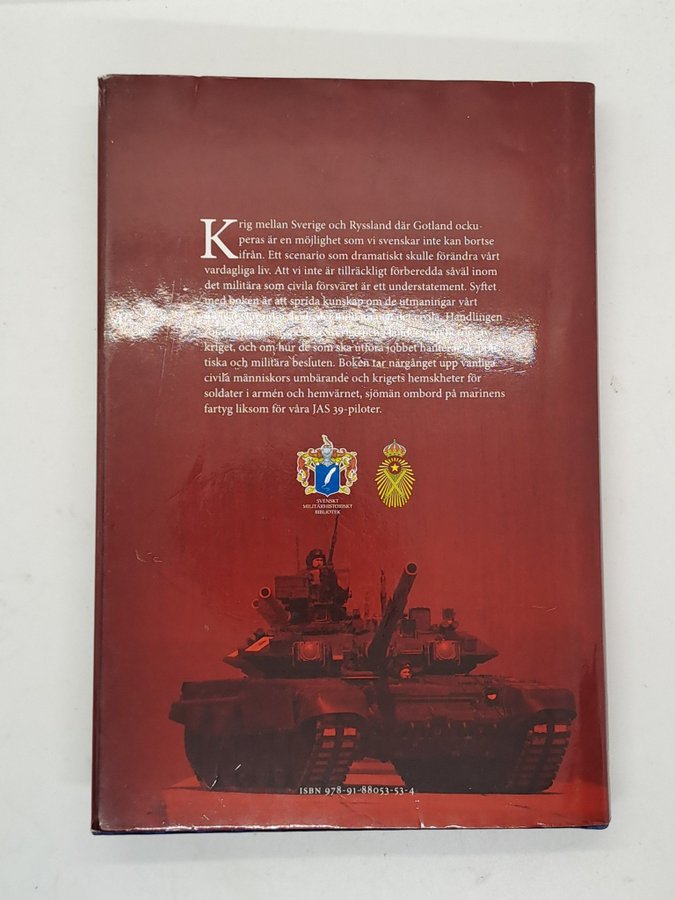 Krig mellan Sverige och Ryssland där Gotland ocku-
peras är en möjlighet som vi svenskar inte kan bortse
ifrån. Ett scenario som dramatiskt skulle förändra vårt
vardagliga liv. Att vi inte är tillräckligt förberedda såväl inom
det militära som civila försväret är ett understatement. Syftet
med boken är att sprida kunskap om de utmaningar vårt
det civila. Handlingen
kriget, och om hur de som ska utföra jobbet
tiska och militära besluten. Boken tar närgånget upp vanliga
civila människors umbärande och krigets hemskheter för
soldater i armén och hemvärnet, sjömän ombord på marinens
fartyg liksom för våra JAS 39-piloter.
SVENSKT
MILITÄRHISTORISKT
BIBLIOTEK
ISBN 978-91-88053-53-4